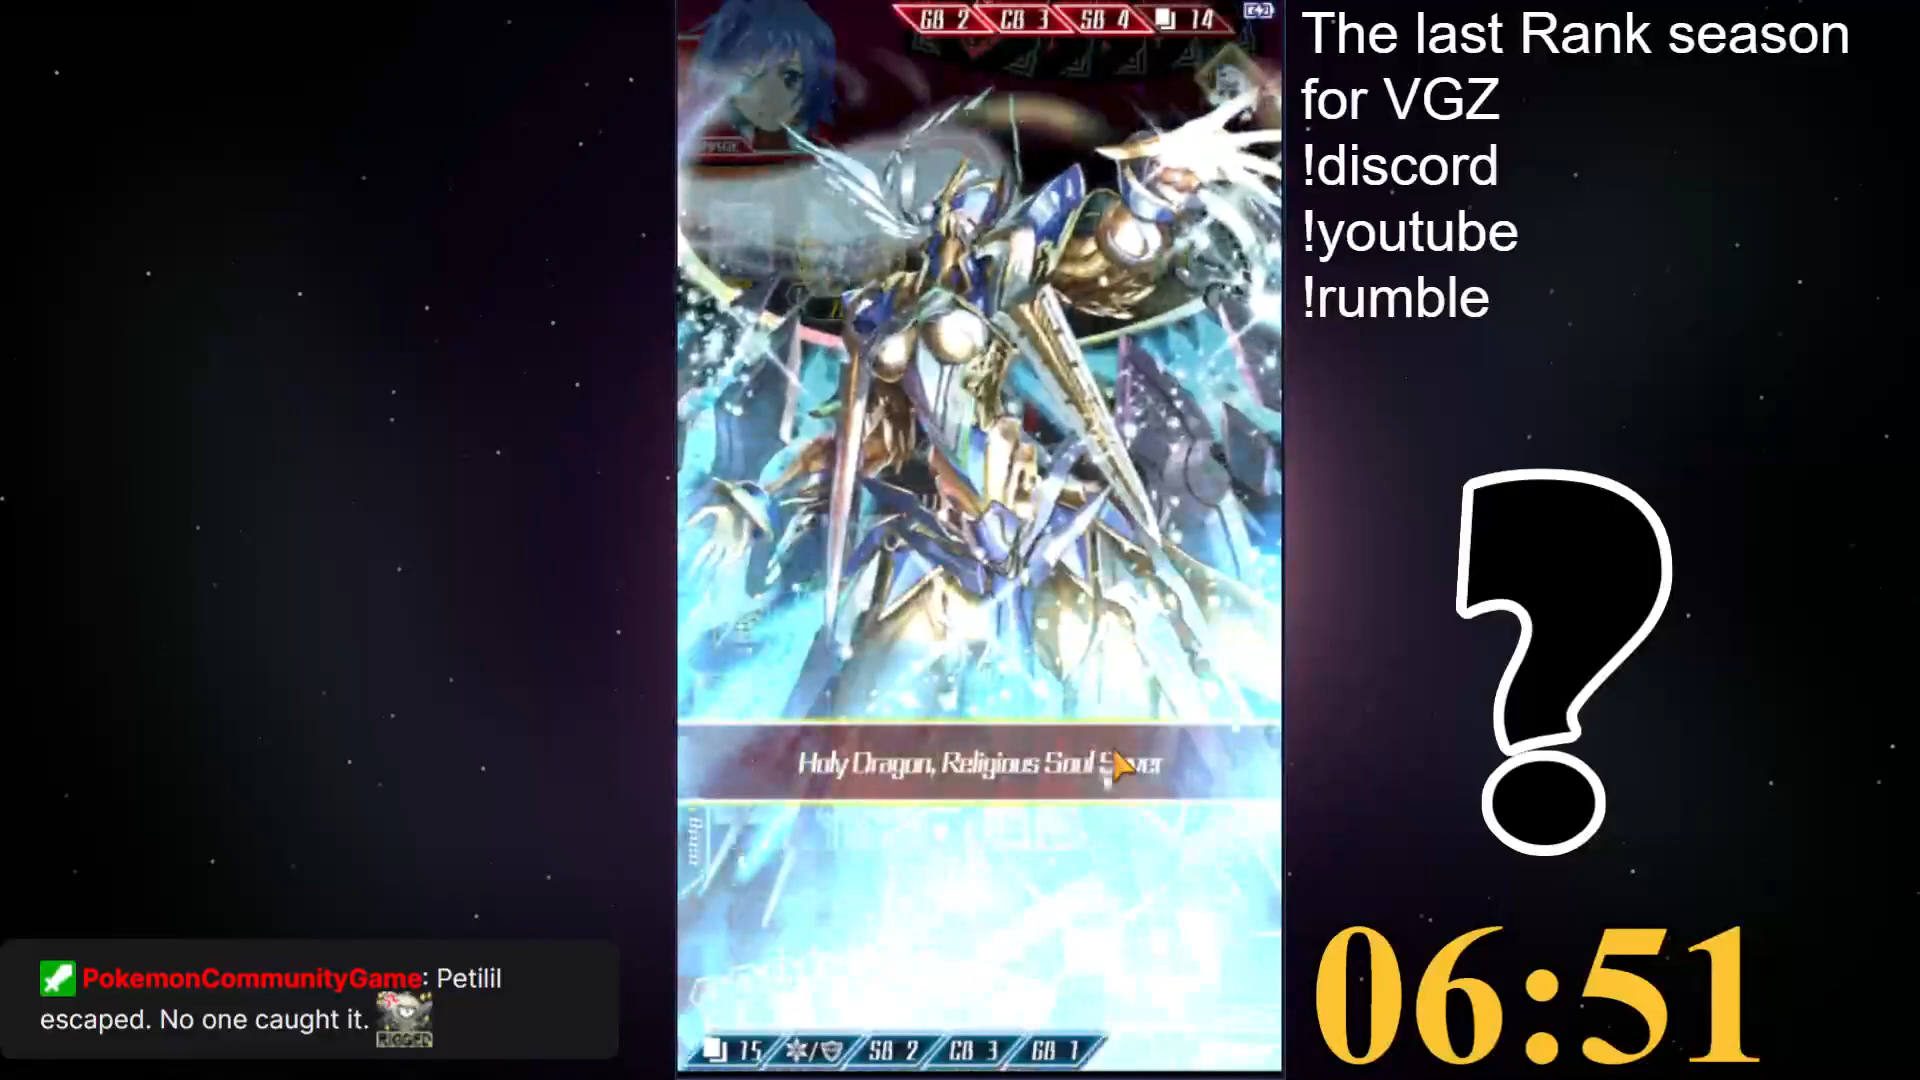 GB 2 CB 3 SB 4 14
The last Rank season
for VGZ
!discord
!youtube
!rumble
Holy Dragon, Religious Soul
06:51
PokemonCommunityGame: Petilil
escaped. No one caught it.
RIGGED
15 SB 2 CB 3 GB 1